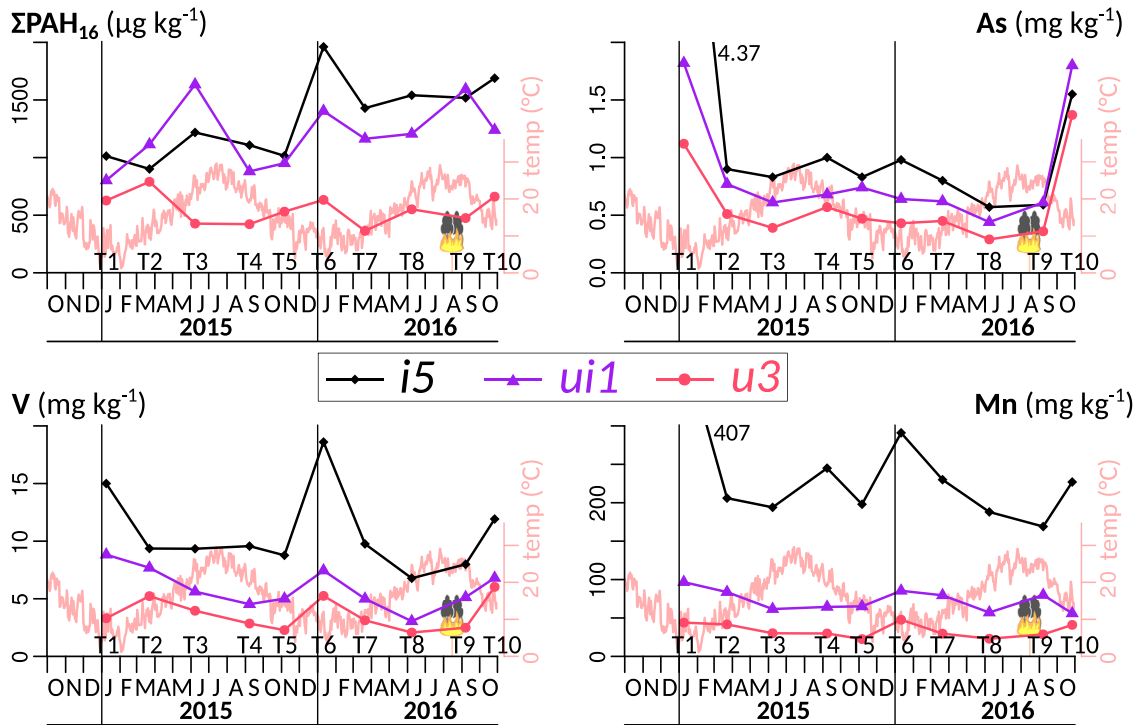 ΣPAH16 (µg kg-1)
As (mg kg-1)
0 500 1500
0.0 0.5 1.0 1.5
4.37
0 20 temp (°C)
0 20 temp (°C)
T1 T2 T3 T4 T5 T6 T7 T8 T9 T10
T1 T2 T3 T4 T5 T6 T7 T8 T9 T10
O N D J F M A M J J A S O N D J F M A M J J A S O
O N D J F M A M J J A S O N D J F M A M J J A S O
2015 2016
2015 2016
i5 ui1 u3
V (mg kg-1)
Mn (mg kg-1)
0 5 10 15
0 100 200
407
0 20 temp (°C)
0 20 temp (°C)
T1 T2 T3 T4 T5 T6 T7 T8 T9 T10
T1 T2 T3 T4 T5 T6 T7 T8 T9 T10
O N D J F M A M J J A S O N D J F M A M J J A S O
O N D J F M A M J J A S O N D J F M A M J J A S O
2015 2016
2015 2016